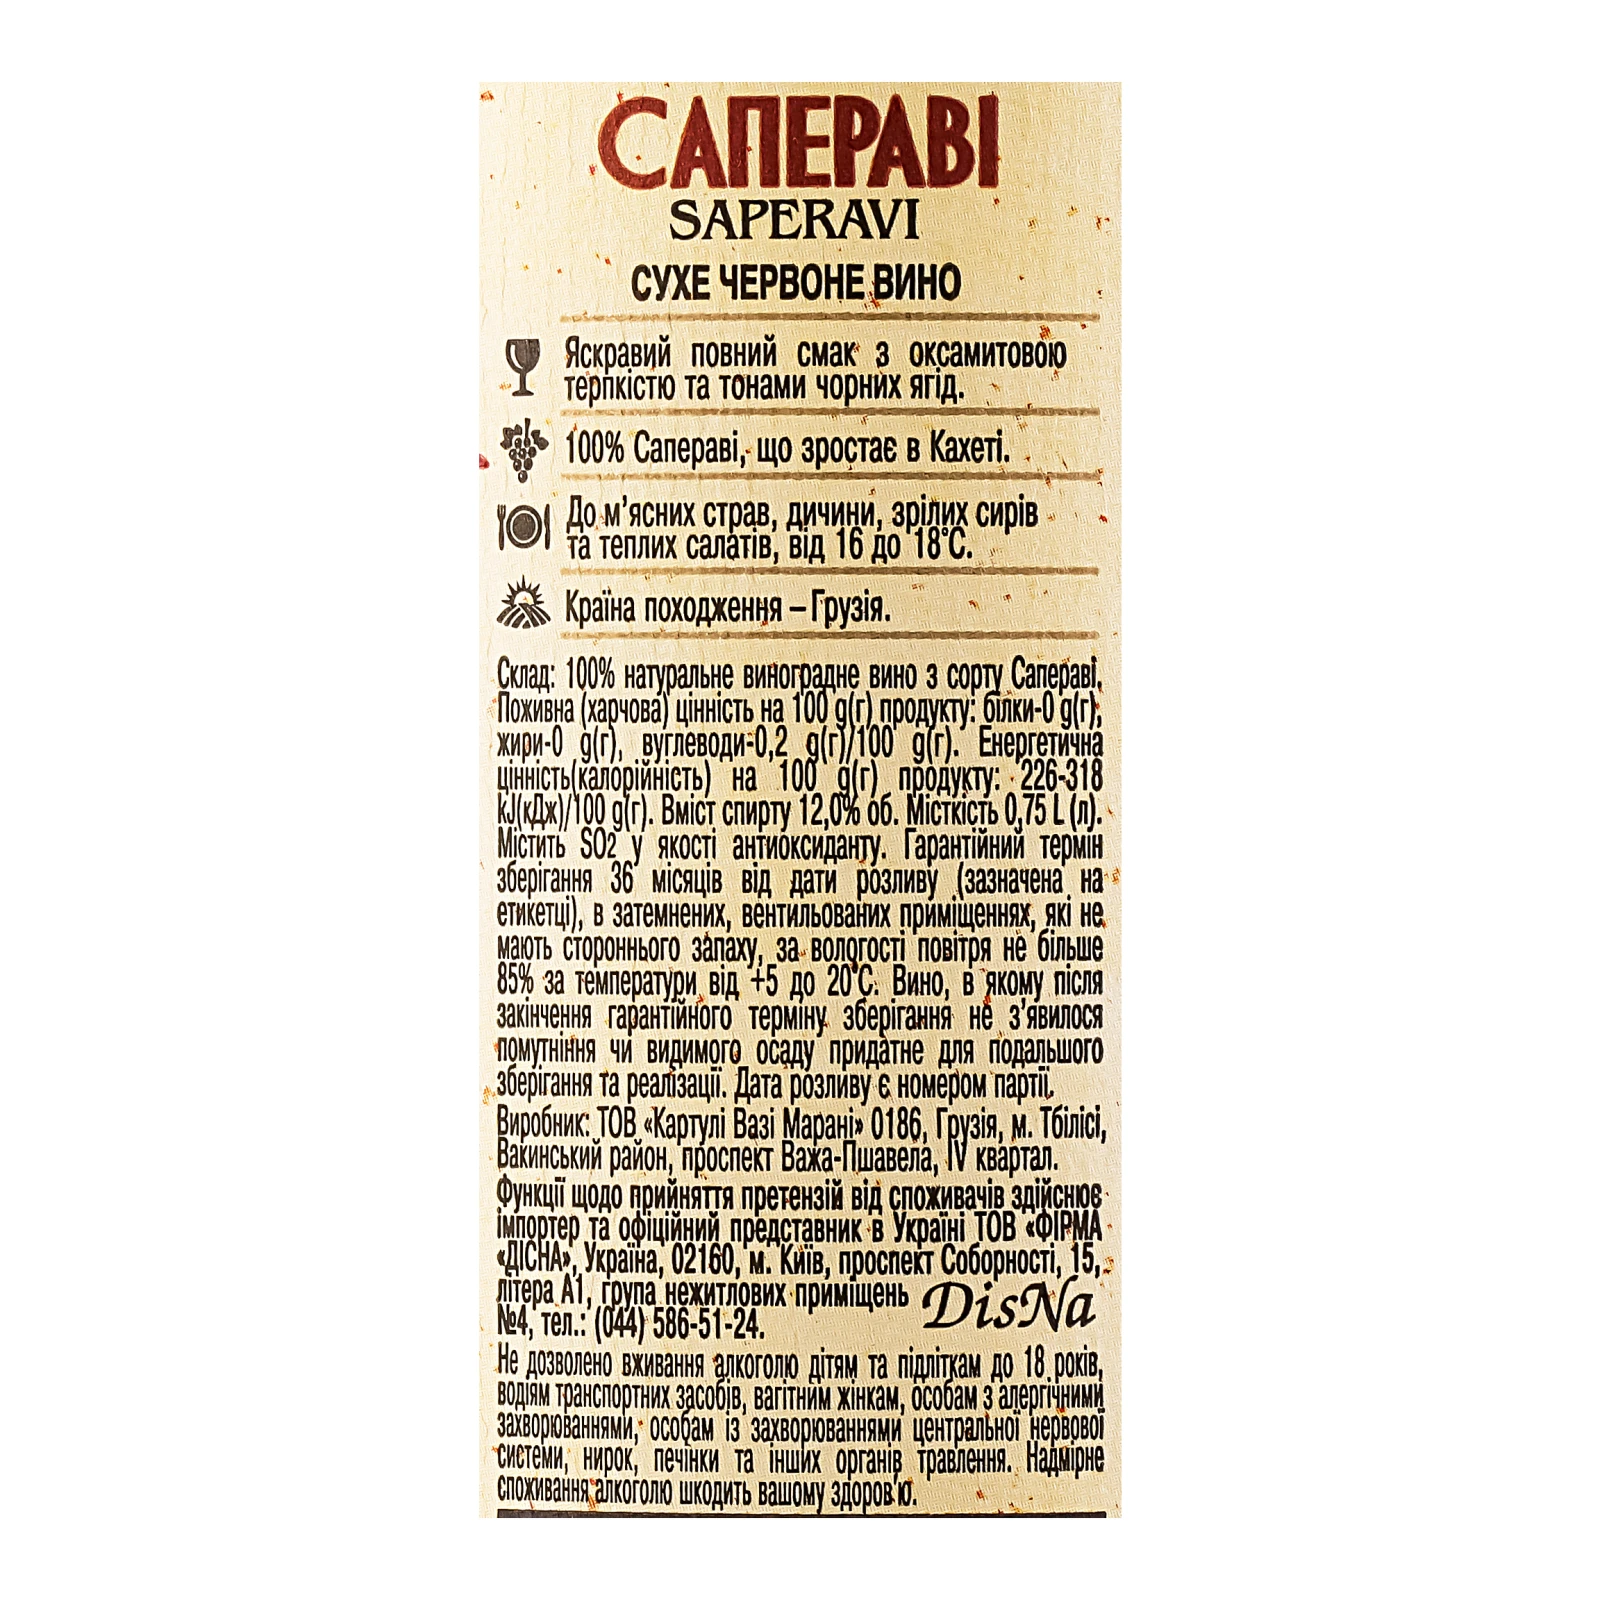 САПЕРАВІ
SAPERAVI
СУХЕ ЧЕРВОНЕ ВИНО
Яскравий повний смак з оксамитовою
терпкістю та тонами чорних ягід.
100% Сапераві, що зростає в Кахеті.
До м’ясних страв, дичини, зрілих сирів
та теплих салатів, від 16 до 18°С.
Країна походження – Грузія.
Склад: 100% натуральне виноградне вино з сорту Сапераві.
Поживна (харчова) цінність на 100 g(г) продукту: білки-0 g(г),
жири-0 g(г), вуглеводи-0,2 g(г)/100 g(г). Енергетична
цінність(калорійність) на 100 g(г) продукту: 226-318
kJ(кДж)/100 g(г). Вміст спирту 12,0% об. Місткість 0,75 L (л).
Містить SO2 у якості антиоксиданту. Гарантійний термін
зберігання 36 місяців від дати розливу (зазначена на
етикетці), в затемнених, вентильованих приміщеннях, які не
мають стороннього запаху, за вологості повітря не більше
85% за температури від +5 до 20°С. Вино, в якому після
закінчення гарантійного терміну зберігання не з’явилося
помутніння чи видимого осаду придатне для подальшого
зберігання та реалізації. Дата розливу є номером партії.
Виробник: ТОВ «Картулі Вазі Марані» 0186, Грузія, м. Тбілісі,
Вакинський район, проспект Важа-Пшавела, IV квартал.
Функції щодо прийняття претензій від споживачів здійснює
імпортер та офіційний представник в Україні ТОВ «ФІРМА
«ДІСНА», Україна, 02160, м. Київ, проспект Соборності, 15,
літера А1, група нежитлових приміщень
№4, тел.: (044) 586-51-24.
DisNa
Не дозволено вживання алкоголю дітям та підліткам до 18 років,
водіям транспортних засобів, вагітним жінкам, особам з алергічними
захворюваннями, особам із захворюваннями центральної нервової
системи, нирок, печінки та інших органів травлення. Надмірне
споживання алкоголю шкодить вашому здоров’ю.